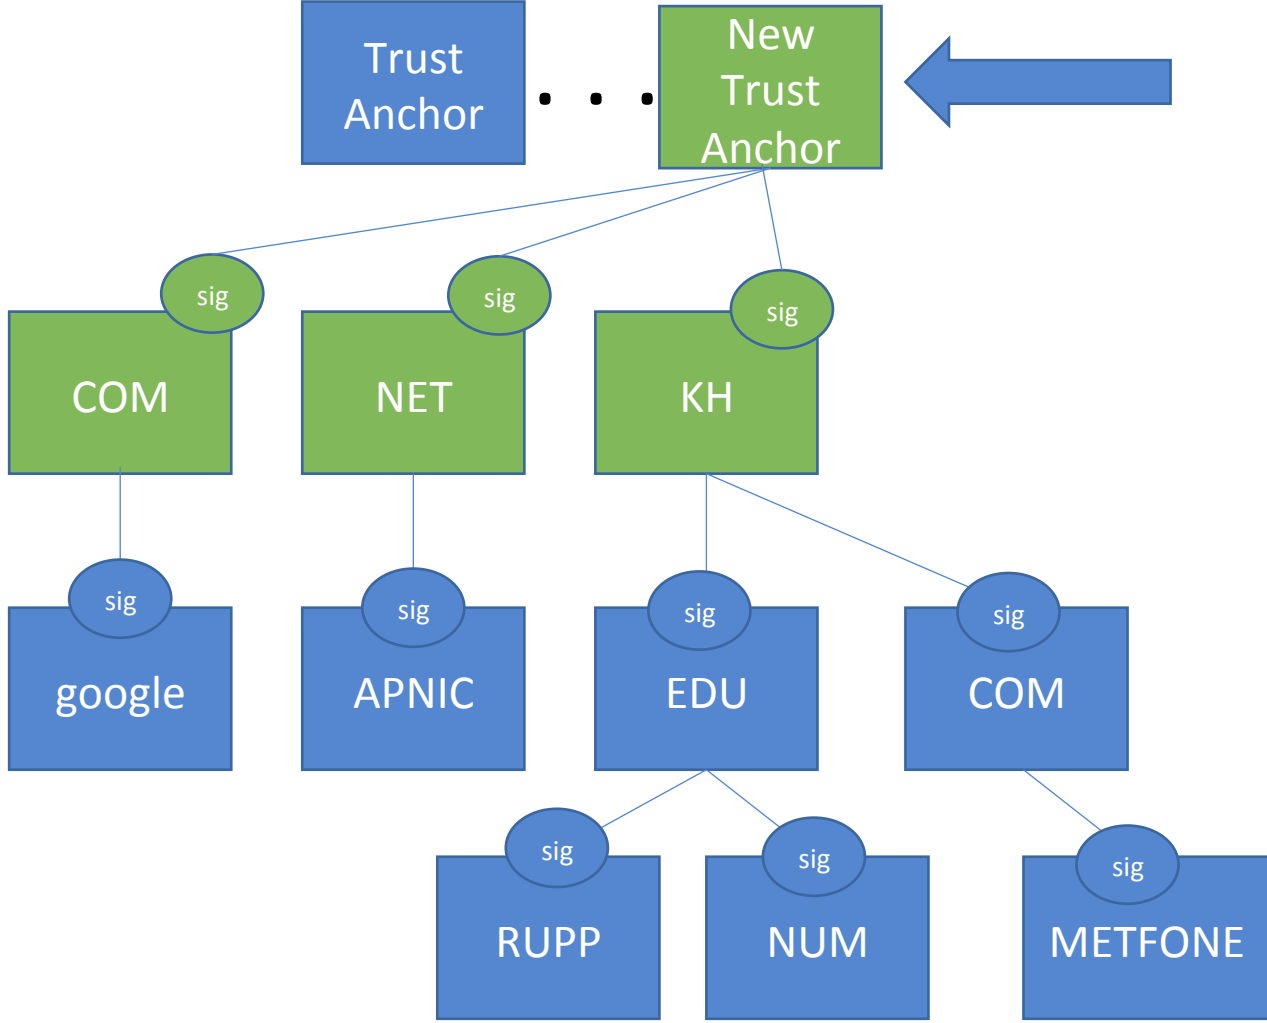 Trust
Anchor
. . .
New
Trust
Anchor
sig
sig
sig
COM
NET
KH
sig
sig
sig
sig
google
APNIC
EDU
COM
sig
sig
sig
RUPP
NUM
METFONE